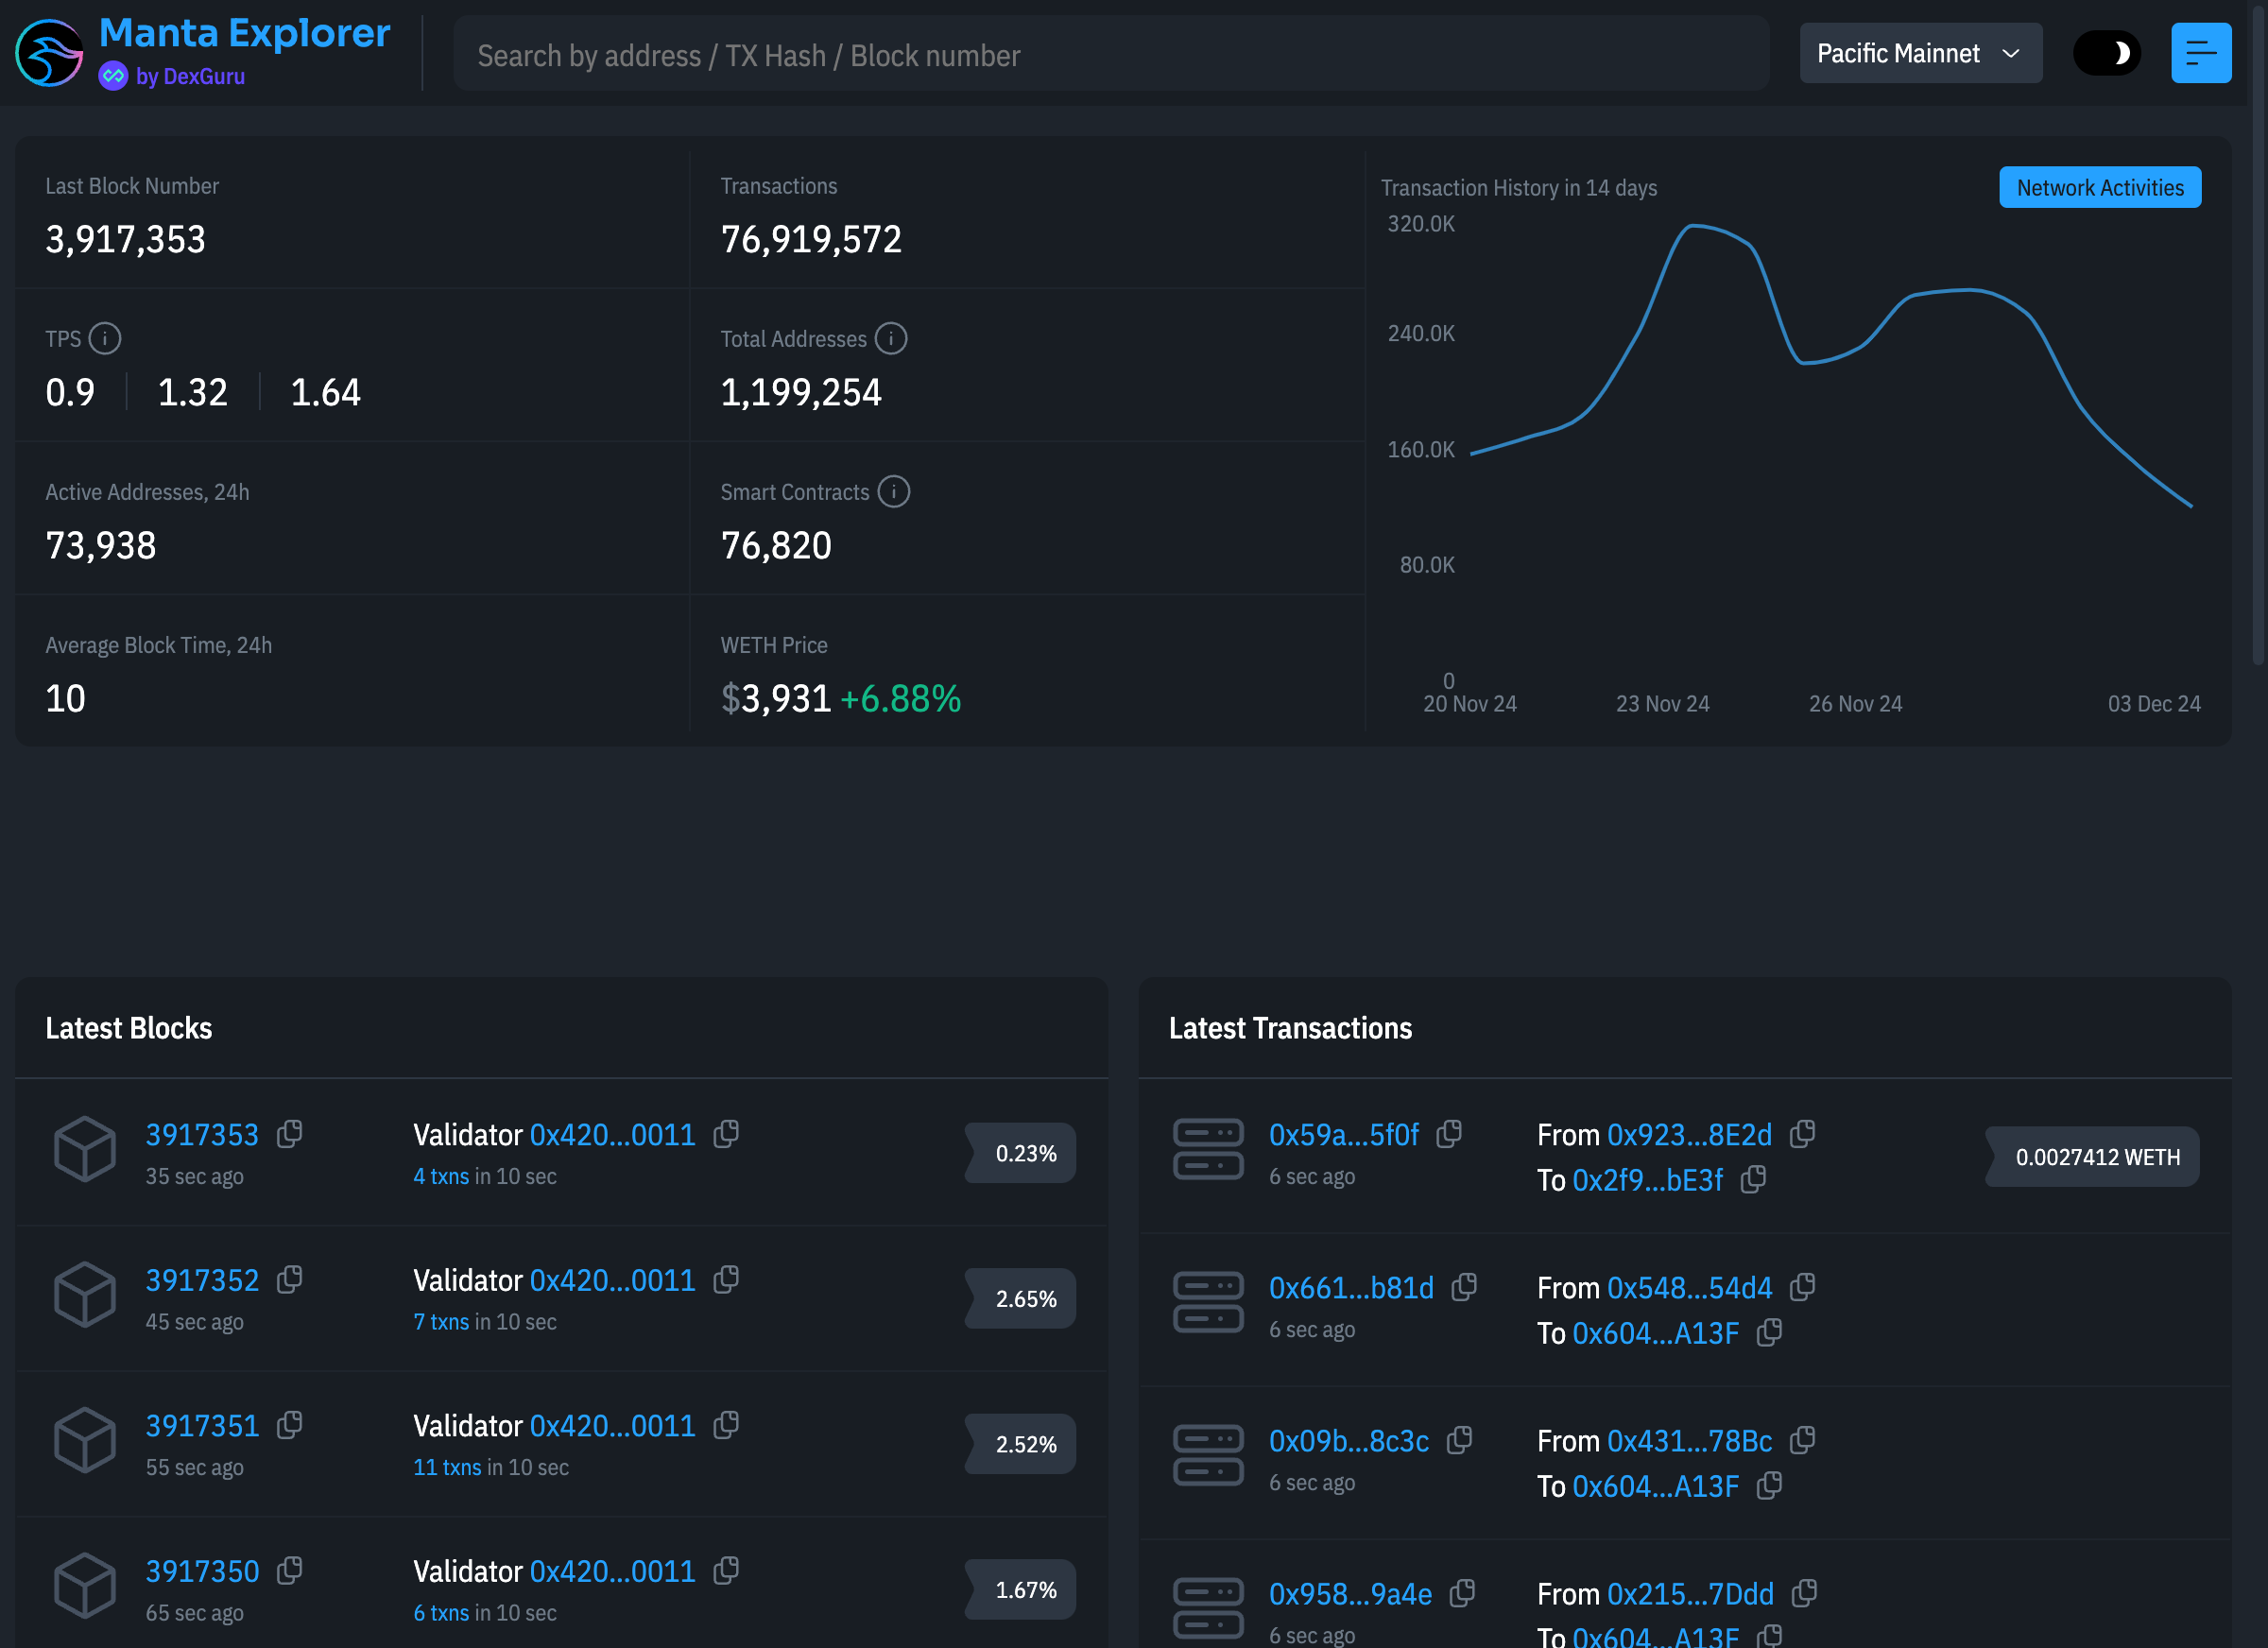 Manta Explorer
by DexGuru
Search by address / TX Hash / Block number
Pacific Mainnet
Last Block Number
3,917,353
Transactions
76,919,572
TPS
0.9 1.32 1.64
Total Addresses
1,199,254
Active Addresses, 24h
73,938
Smart Contracts
76,820
Average Block Time, 24h
10
WETH Price
$3,931 +6.88%
Transaction History in 14 days
Network Activities
320.0K
240.0K
160.0K
80.0K
0
20 Nov 24 23 Nov 24 26 Nov 24 03 Dec 24
Latest Blocks
3917353 Validator 0x420...0011
35 sec ago 4 txns in 10 sec
0.23%
3917352 Validator 0x420...0011
45 sec ago 7 txns in 10 sec
2.65%
3917351 Validator 0x420...0011
55 sec ago 11 txns in 10 sec
2.52%
3917350 Validator 0x420...0011
65 sec ago 6 txns in 10 sec
1.67%
Latest Transactions
0x59a...5f0f From 0x923...8E2d
6 sec ago To 0x2f9...bE3f
0.0027412 WETH
0x661...b81d From 0x548...54d4
6 sec ago To 0x604...A13F
0x09b...8c3c From 0x431...78Bc
6 sec ago To 0x604...A13F
0x958...9a4e From 0x215...7Ddd
6 sec ago To 0x604...A13F